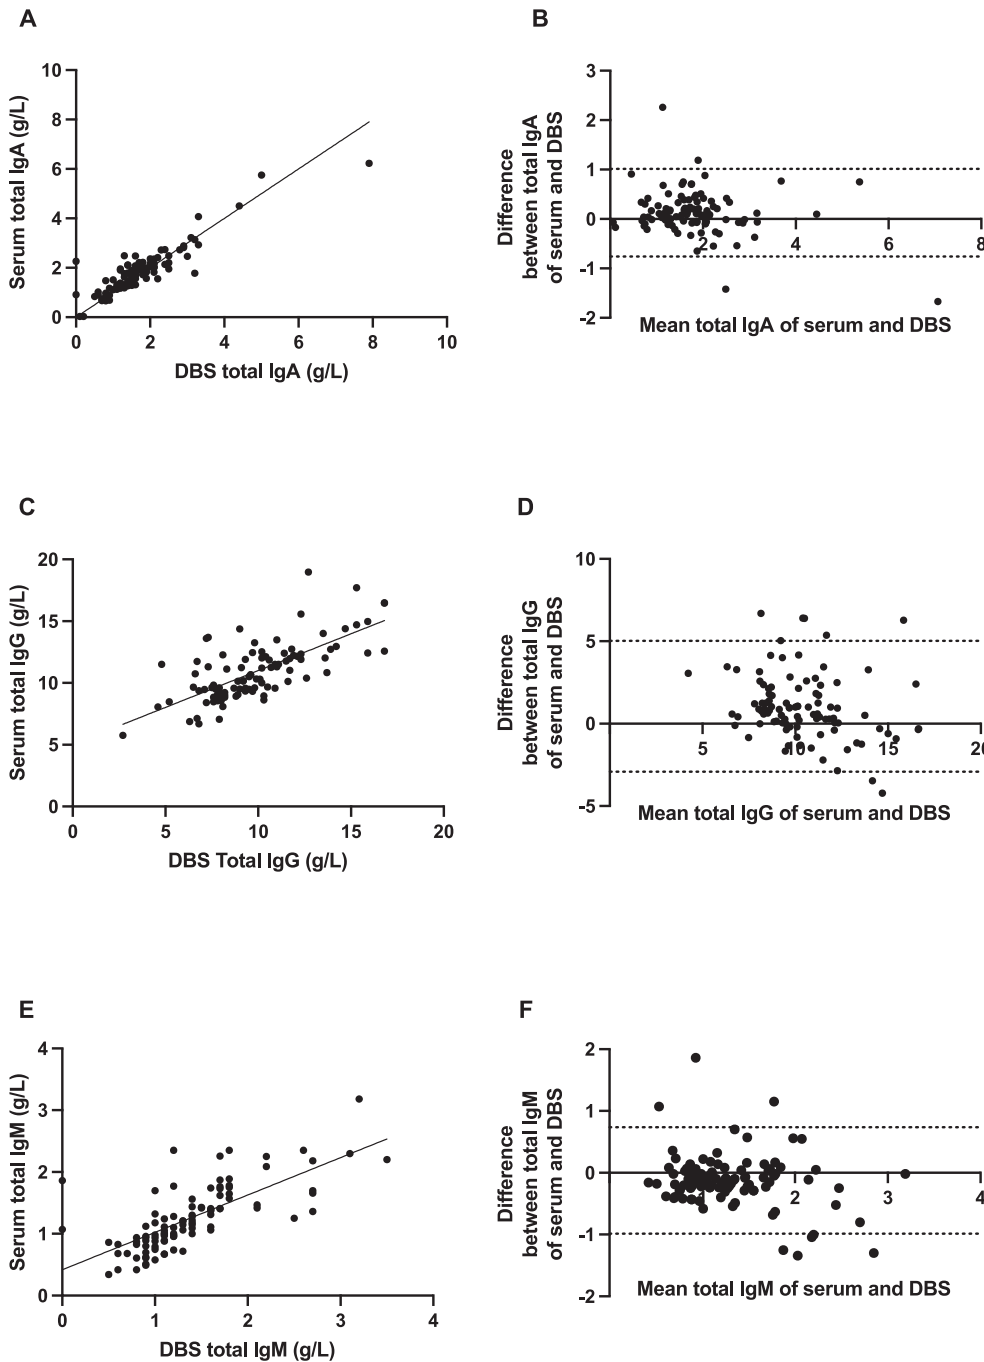 A
Serum total IgA (g/L)
10
8
6
4
2
0
0 2 4 6 8 10
DBS total IgA (g/L)
B
Difference
between total IgA
of serum and DBS
3
2
1
0
-1
-2
2 4 6 8
Mean total IgA of serum and DBS
C
Serum total IgG (g/L)
20
15
10
5
0
0 5 10 15 20
DBS Total IgG (g/L)
D
Difference
between total IgG
of serum and DBS
10
5
0
-5
5 10 15 20
Mean total IgG of serum and DBS
E
Serum total IgM (g/L)
4
3
2
1
0
0 1 2 3 4
DBS total IgM (g/L)
F
Difference
between total IgM
of serum and DBS
2
1
0
-1
-2
1 2 3 4
Mean total IgM of serum and DBS